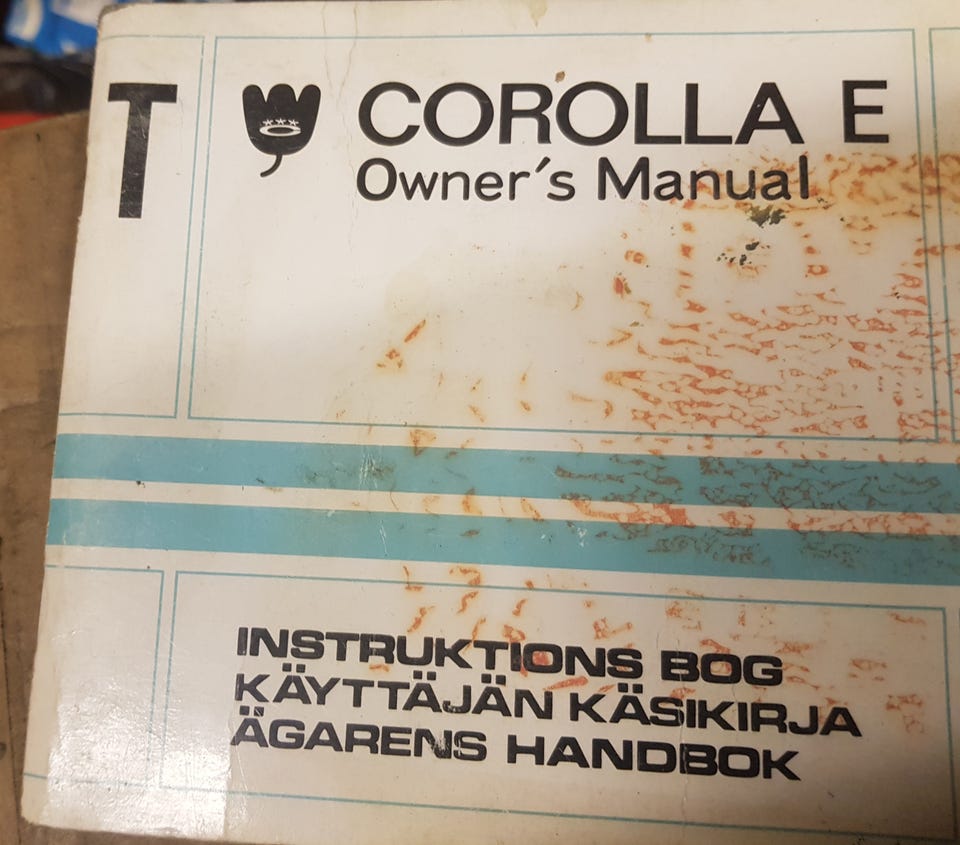 T
COROLLA E
Owner's Manual
INSTRUKTIONS BOG
KÄYTTÄJÄN KÄSIKIRJA
ÄGARENS HANDBOK